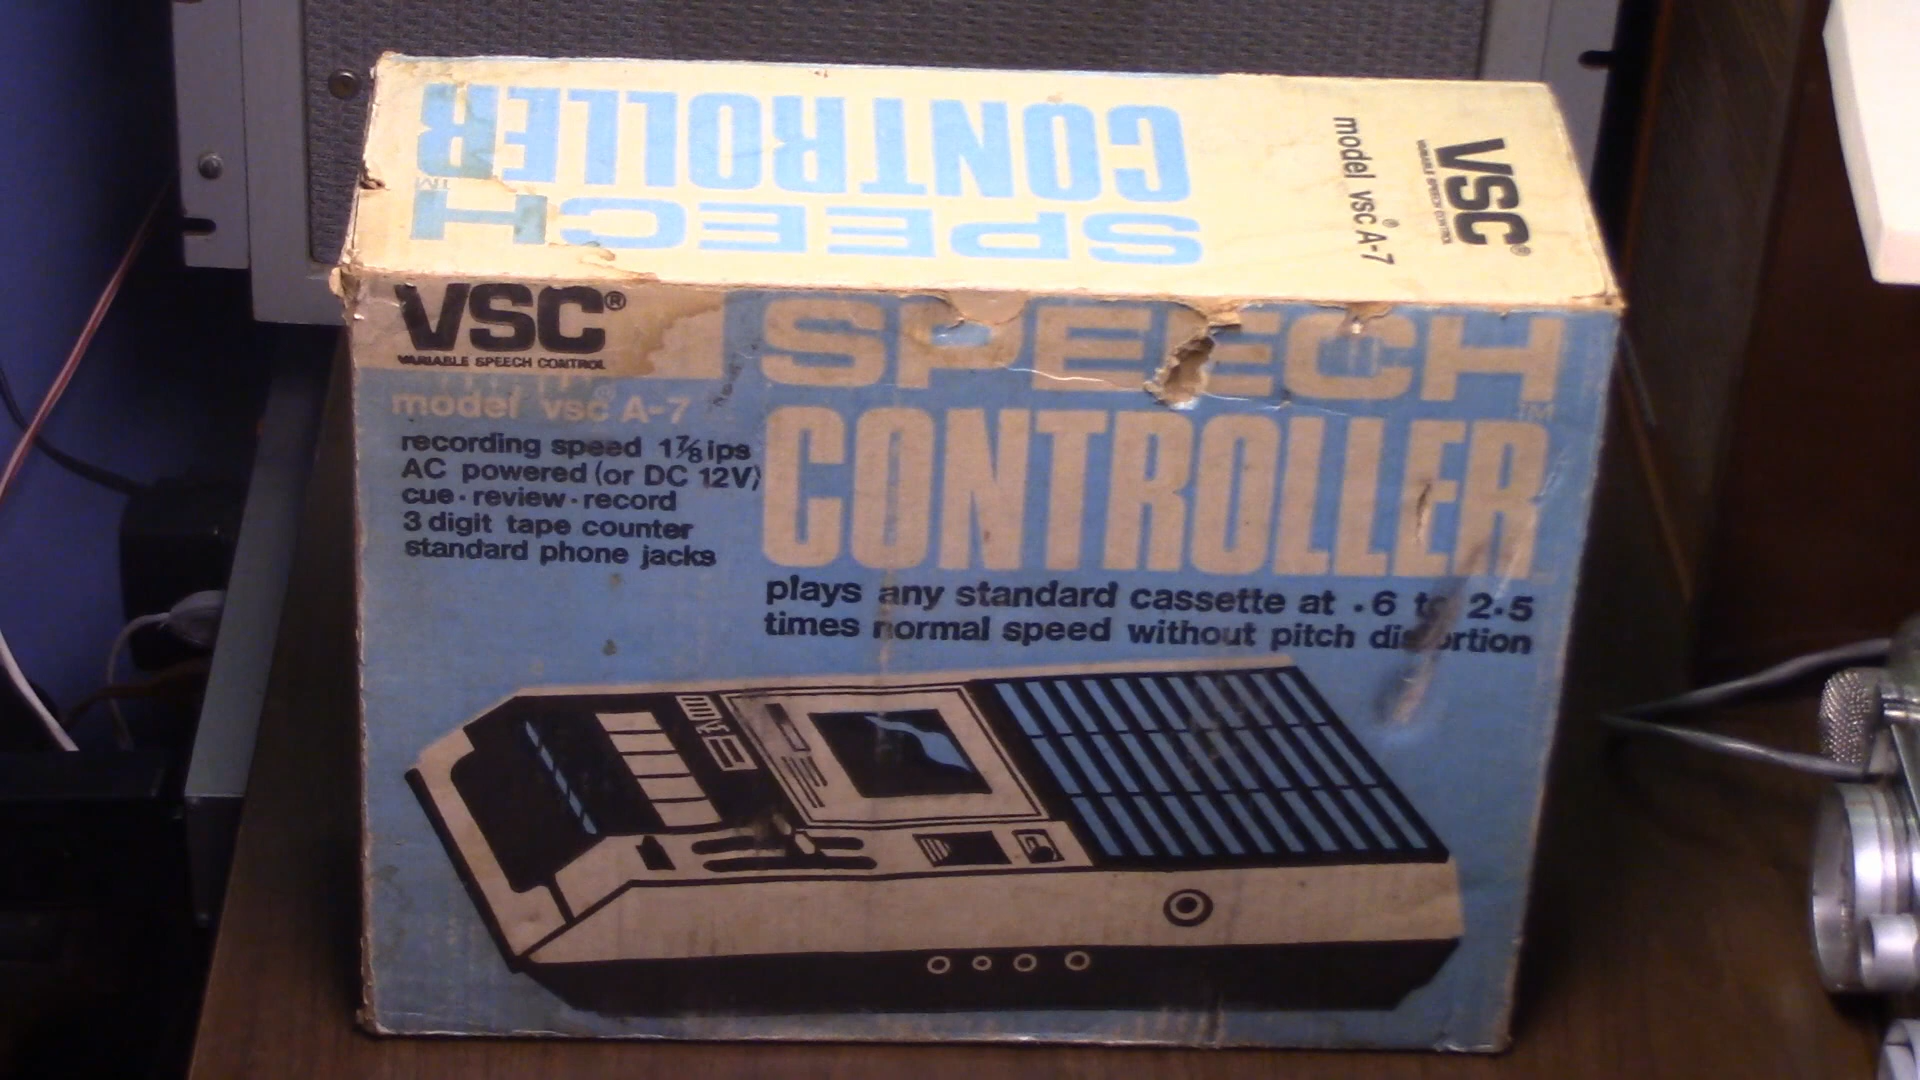 SPEECH
CONTROLLER™
model vsc® A-7
VSC®
VARIABLE SPEECH CONTROL
VSC®
VARIABLE SPEECH CONTROL
model vsc® A-7
recording speed 1⅞ ips
AC powered (or DC 12V)
cue · review · record
3 digit tape counter
standard phone jacks
SPEECH
CONTROLLER™
plays any standard cassette at .6 to 2.5
times normal speed without pitch distortion